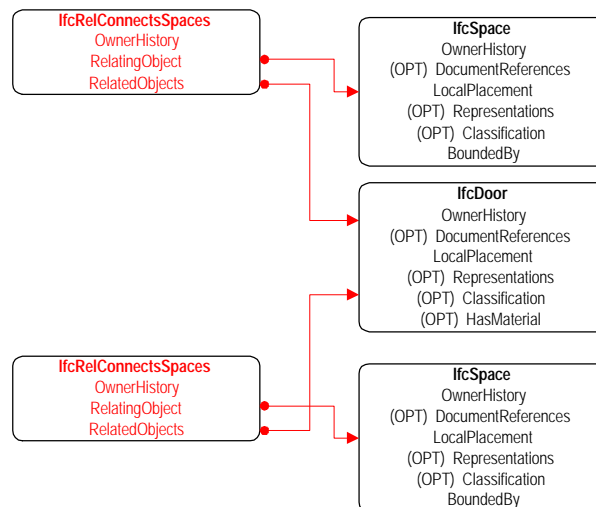 IfcRelConnectsSpaces
OwnerHistory
RelatingObject
RelatedObjects
IfcSpace
OwnerHistory
(OPT) DocumentReferences
LocalPlacement
(OPT) Representations
(OPT) Classification
BoundedBy
IfcDoor
OwnerHistory
(OPT) DocumentReferences
LocalPlacement
(OPT) Representations
(OPT) Classification
(OPT) HasMaterial
IfcRelConnectsSpaces
OwnerHistory
RelatingObject
RelatedObjects
IfcSpace
OwnerHistory
(OPT) DocumentReferences
LocalPlacement
(OPT) Representations
(OPT) Classification
BoundedBy